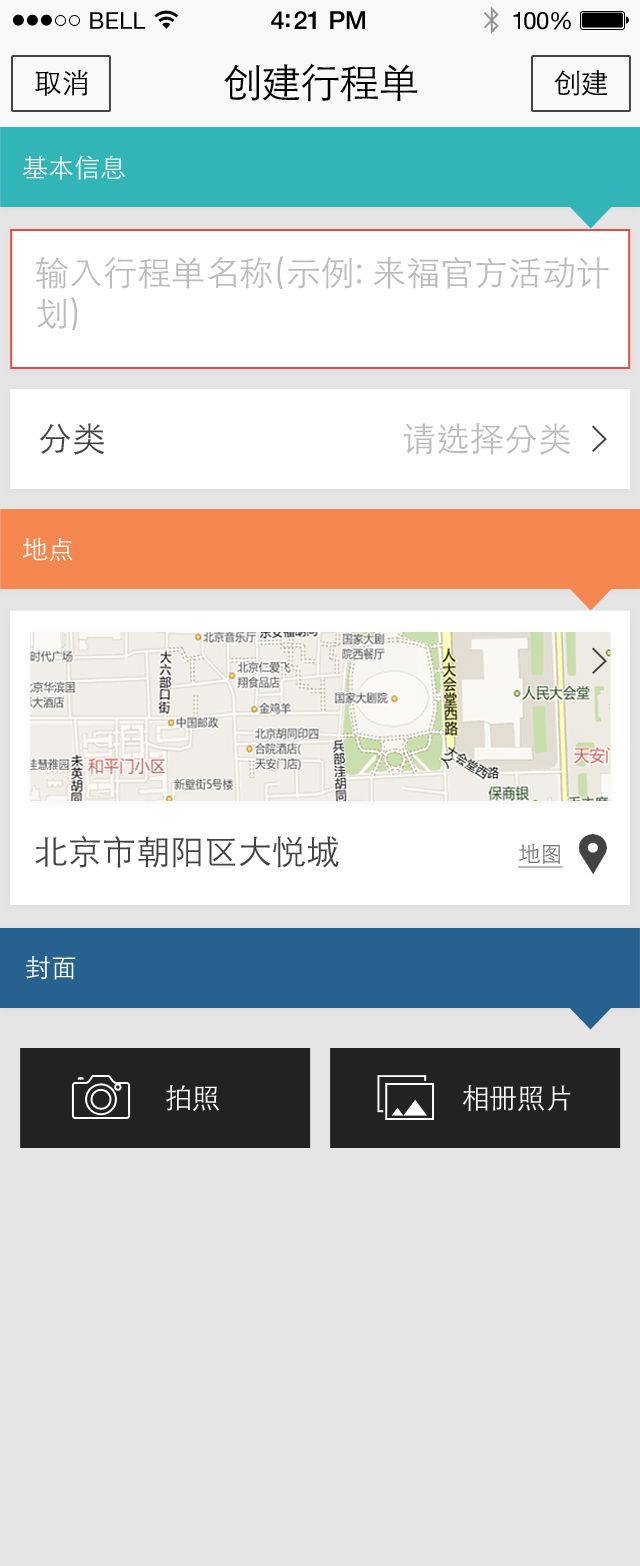 BELL 4:21 PM 100%
取消 创建行程单 创建
基本信息
输入行程单名称(示例: 来福官方活动计
划)
分类 请选择分类
地点
北京音乐厅
国家大剧
院西餐厅
时代广场
大六部口街
北京仁爱飞
翔食品店
人大会堂西路
京华滨国
大酒店
国家大剧院
人民大会堂
金鸡羊
中国邮政
北京胡同印四
合院酒店(
天安门店)
兵部洼胡同
大会堂西路
天安门
佳慧雅园
未英胡同
和平门小区
新壁街5号楼
保商银
北京市朝阳区大悦城 地图
封面
拍照 相册照片